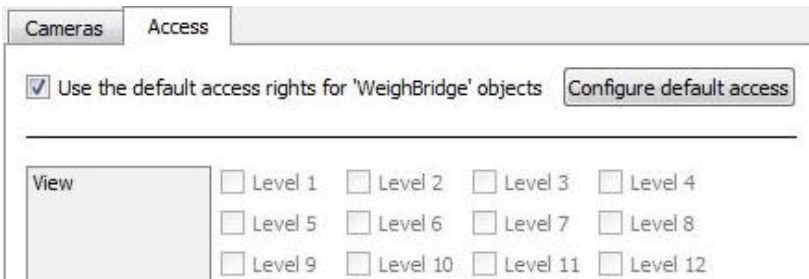 Cameras Access
Use the default access rights for 'WeighBridge' objects Configure default access
View Level 1 Level 2 Level 3 Level 4
Level 5 Level 6 Level 7 Level 8
Level 9 Level 10 Level 11 Level 12